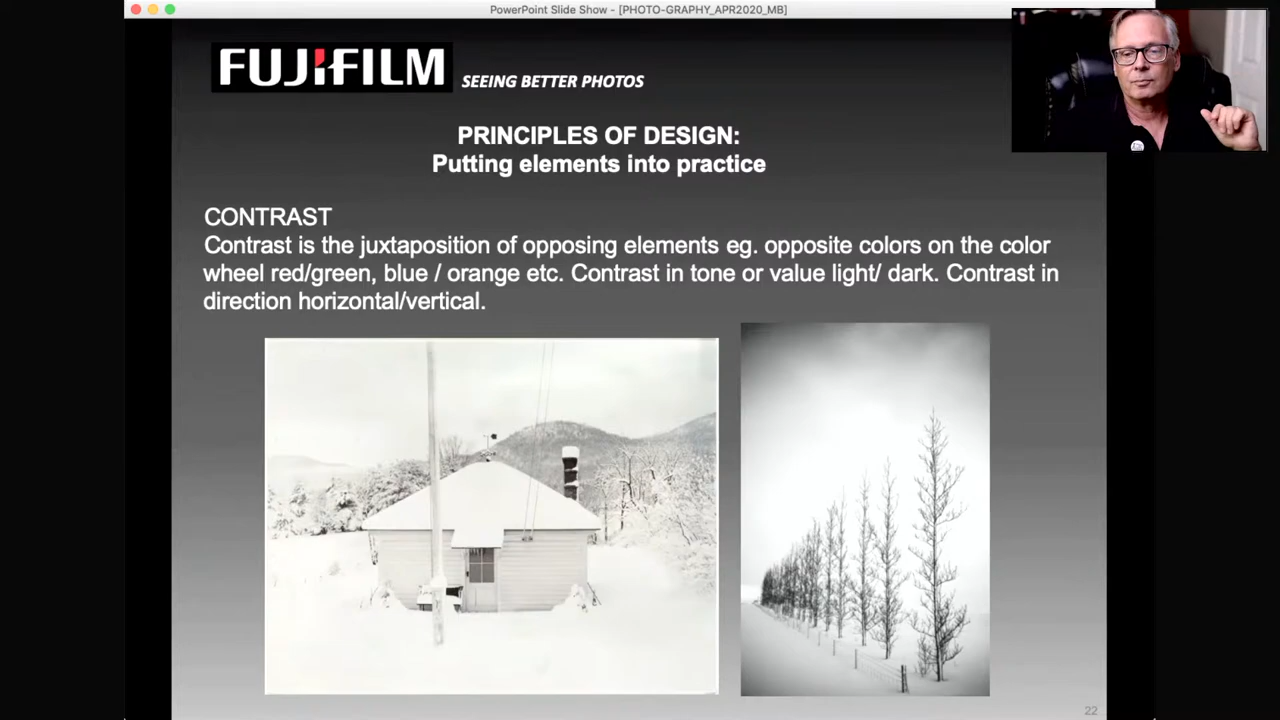 PowerPoint Slide Show - [PHOTO-GRAPHY_APR2020_MB]
FUJIFILM SEEING BETTER PHOTOS
PRINCIPLES OF DESIGN:
Putting elements into practice
CONTRAST
Contrast is the juxtaposition of opposing elements eg. opposite colors on the color
wheel red/green, blue / orange etc. Contrast in tone or value light/ dark. Contrast in
direction horizontal/vertical.
22